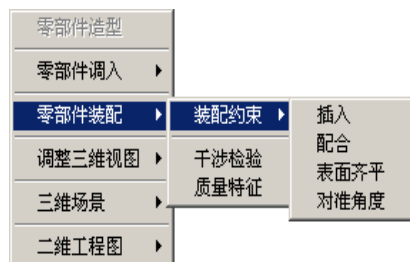 零部件造型
零部件调入
零部件装配
调整三维视图
三维场景
二维工程图
装配约束
干涉检验
质量特征
插入
配合
表面齐平
对准角度